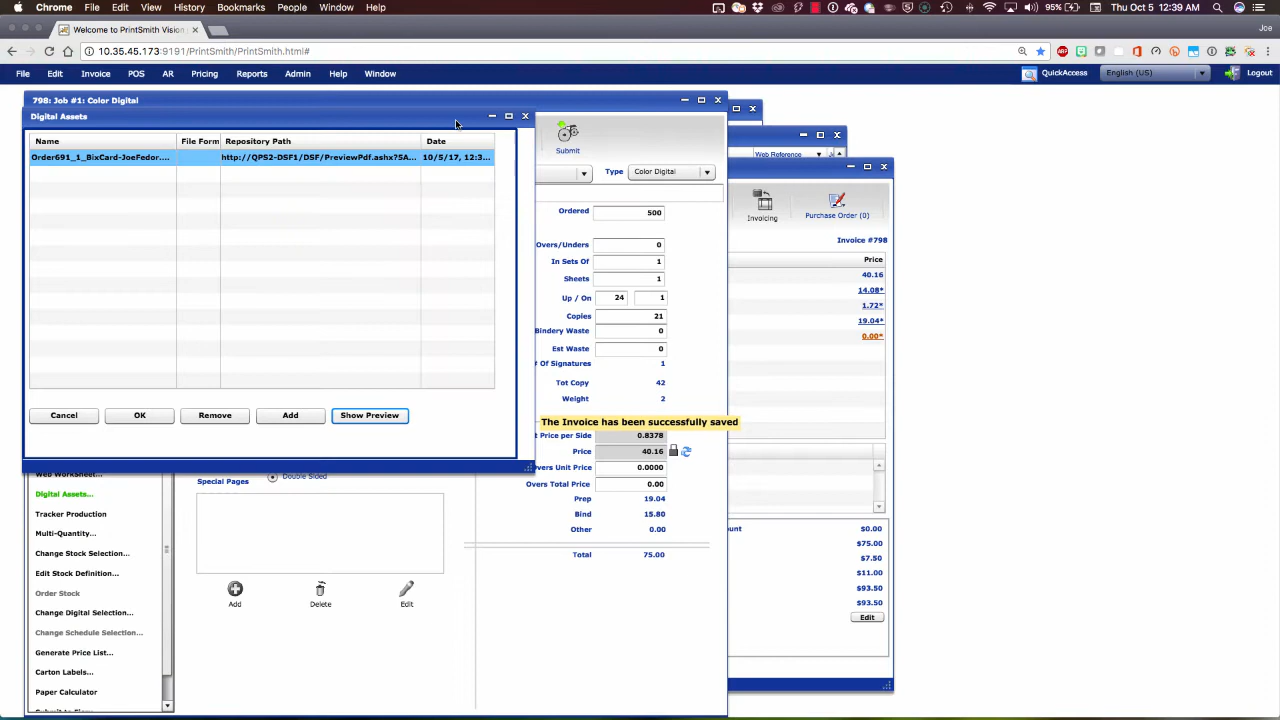 Chrome File Edit View History Bookmarks People Window Help 95% Thu Oct 5 12:39 AM
Welcome to PrintSmith Vision Joe
10.35.45.173:9191/PrintSmith/PrintSmith.html#
File Edit Invoice POS AR Pricing Reports Admin Help Window QuickAccess English (US) Logout
798: Job #1: Color Digital
Digital Assets
Name File Form Repository Path Date
Order691_1_BixCard-JoeFedor.... http://QPS2-DSF1/DSF/PreviewPdf.ashx?5A... 10/5/17, 12:3...
Cancel OK Remove Add Show Preview
Submit
Type Color Digital
Ordered 500
Overs/Unders 0
In Sets Of 1
Sheets 1
Up / On 24 1
Copies 21
Bindery Waste 0
Est Waste 0
# Of Signatures 1
Tot Copy 42
Weight 2
The Invoice has been successfully saved
t Price per Side 0.8378
Price 40.16
Overs Unit Price 0.0000
Overs Total Price 0.00
Prep 19.04
Bind 15.80
Other 0.00
Total 75.00
Web Reference
Invoicing Purchase Order (0)
Invoice #798
Price
40.16
14.08*
1.72*
19.04*
0.00*
unt $0.00
$75.00
$7.50
$11.00
$93.50
$93.50
Edit
Web WorkSheet...
Digital Assets...
Tracker Production
Multi-Quantity...
Change Stock Selection...
Edit Stock Definition...
Order Stock
Change Digital Selection...
Change Schedule Selection...
Generate Price List...
Carton Labels...
Paper Calculator
Special Pages Double Sided
Add Delete Edit